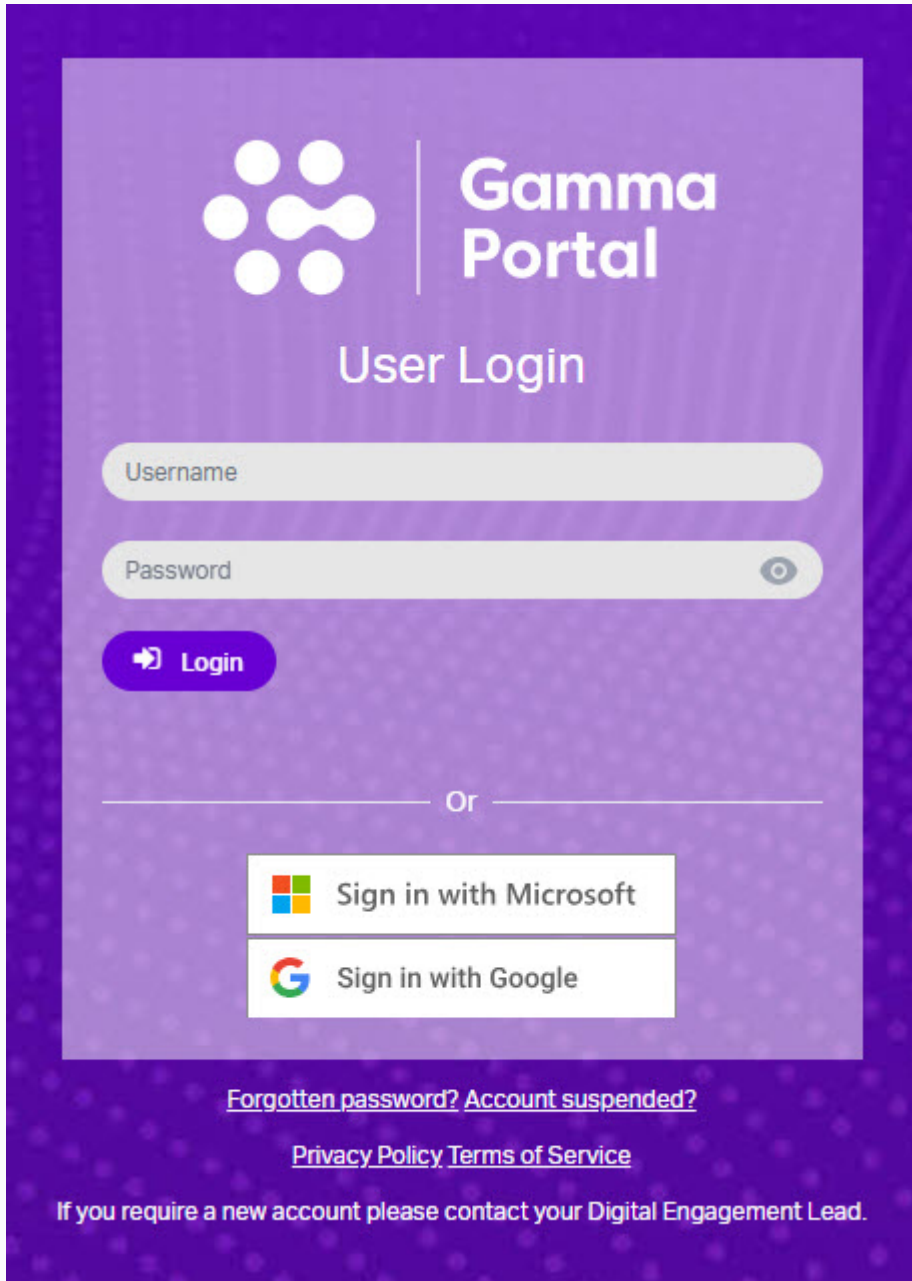 Gamma
Portal
User Login
Username
Password
Login
Or
Sign in with Microsoft
Sign in with Google
Forgotten password? Account suspended?
Privacy Policy Terms of Service
If you require a new account please contact your Digital Engagement Lead.